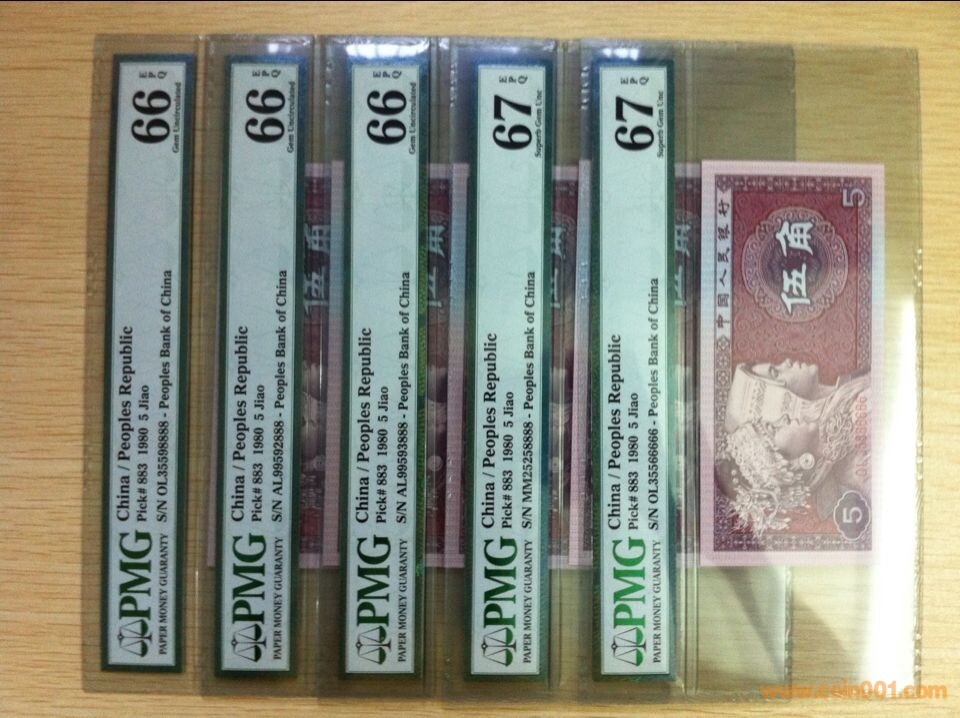 China / Peoples Republic
Pick# 883 1980 5 Jiao
S/N OL35598888 - Peoples Bank of China
PMG
PAPER MONEY GUARANTY
66
EPQ
Gem Uncirculated
China / Peoples Republic
Pick# 883 1980 5 Jiao
S/N AL99592888 - Peoples Bank of China
PMG
PAPER MONEY GUARANTY
66
EPQ
Gem Uncirculated
China / Peoples Republic
Pick# 883 1980 5 Jiao
S/N AL99593888 - Peoples Bank of China
PMG
PAPER MONEY GUARANTY
66
EPQ
Gem Uncirculated
China / Peoples Republic
Pick# 883 1980 5 Jiao
S/N MM25258888 - Peoples Bank of China
PMG
PAPER MONEY GUARANTY
67
EPQ
Superb Gem Unc
China / Peoples Republic
Pick# 883 1980 5 Jiao
S/N OL35566666 - Peoples Bank of China
PMG
PAPER MONEY GUARANTY
67
EPQ
Superb Gem Unc
中国人民银行
伍角
5
5
伍角
www.coin001.com